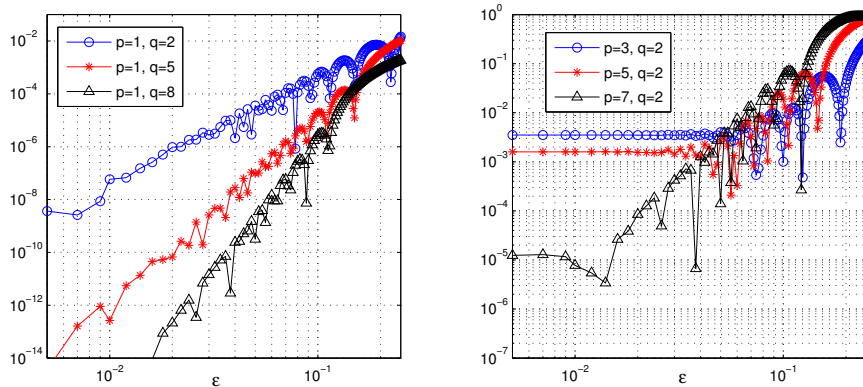 10⁻²
10⁻⁴
10⁻⁶
10⁻⁸
10⁻¹⁰
10⁻¹²
10⁻¹⁴
p=1, q=2
p=1, q=5
p=1, q=8
10⁻²
ε
10⁻¹
10⁰
10⁻¹
10⁻²
10⁻³
10⁻⁴
10⁻⁵
10⁻⁶
10⁻⁷
p=3, q=2
p=5, q=2
p=7, q=2
10⁻²
ε
10⁻¹